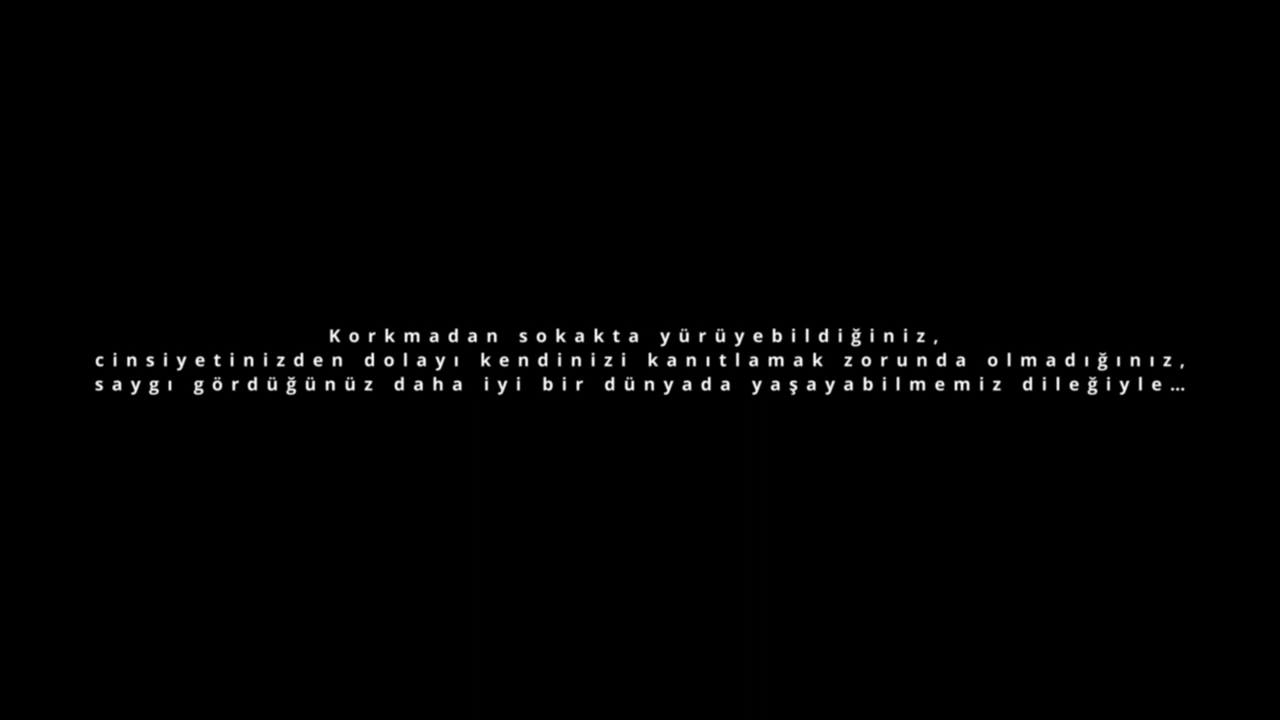 Korkmadan sokakta yürüyebildiğiniz,
cinsiyetinizden dolayı kendinizi kanıtlamak zorunda olmadığınız,
saygı gördüğünüz daha iyi bir dünyada yaşayabilmemiz dileğiyle…